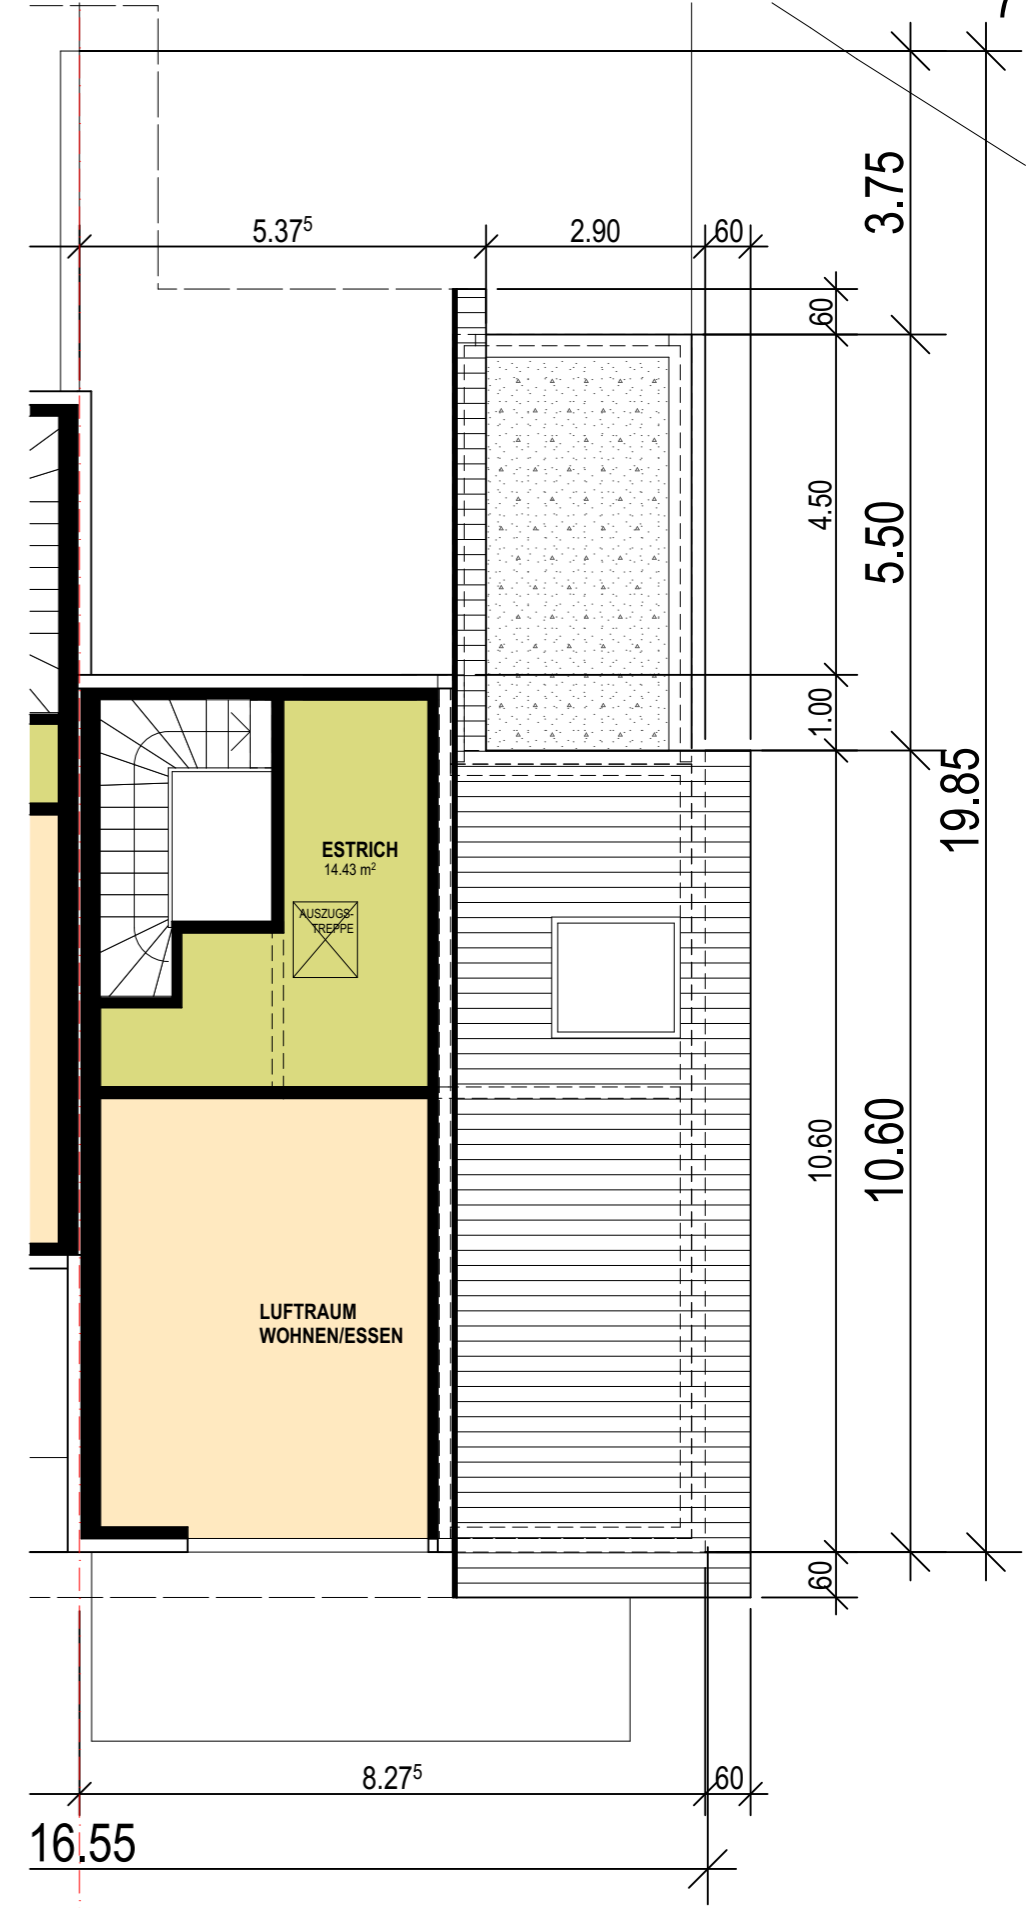 3.75
5.37⁵
2.90
60
60
4.50
5.50
1.00
19.85
ESTRICH
14.43 m²
AUSZUGS-
TREPPE
10.60
10.60
LUFTRAUM
WOHNEN/ESSEN
60
8.27⁵
60
16.55